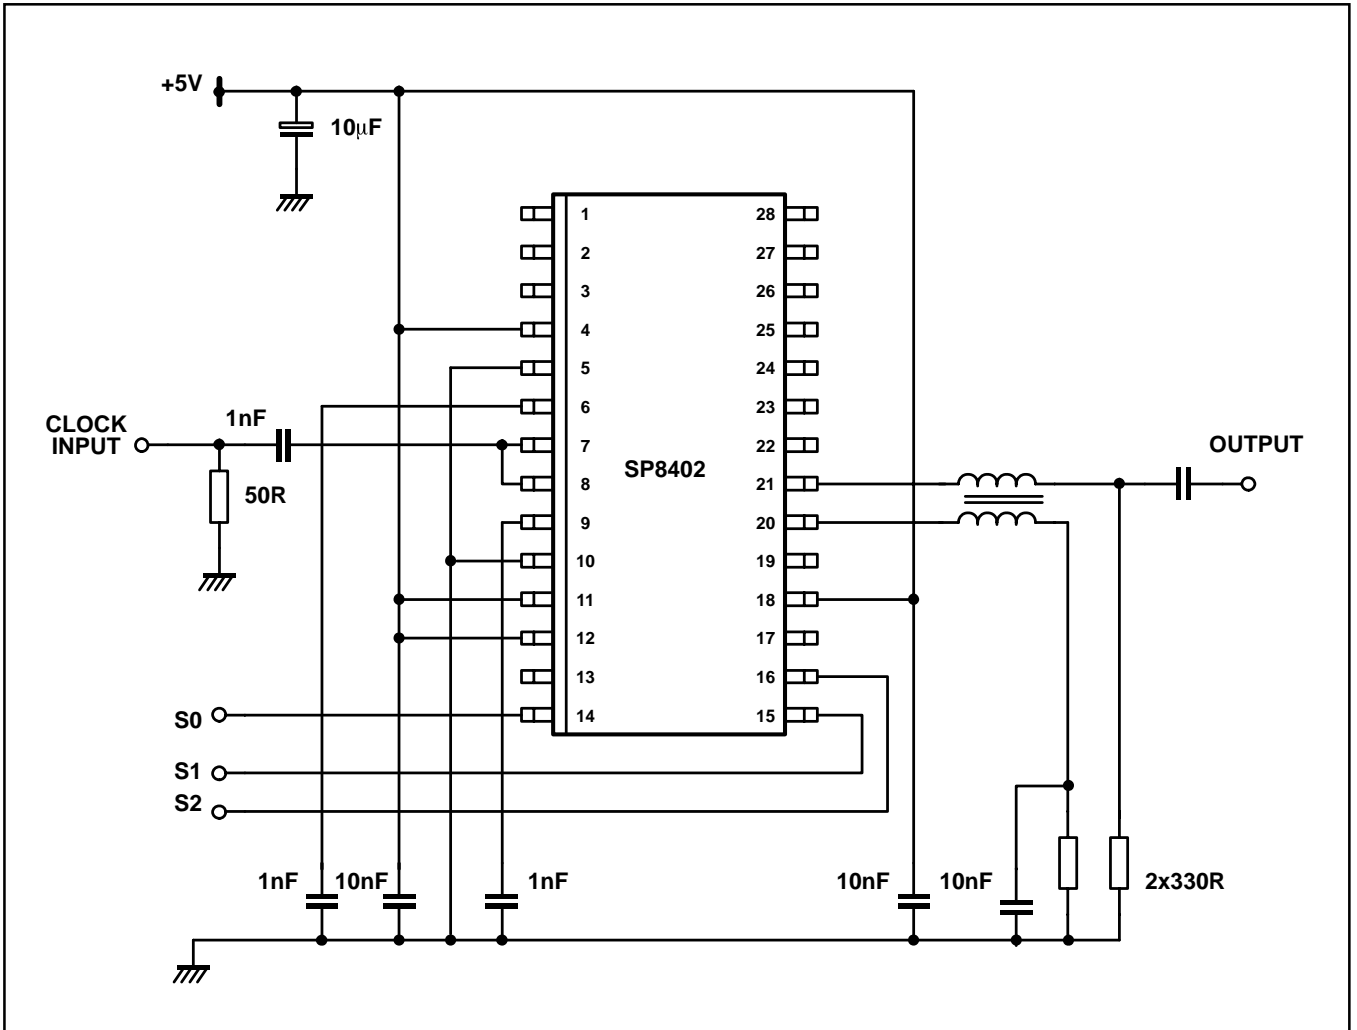 +5V
10µF
1 28
2 27
3 26
4 25
5 24
6 23
CLOCK
INPUT
1nF
7 22
OUTPUT
50R
8 SP8402 21
9 20
10 19
11 18
12 17
13 16
S0
14 15
S1
S2
1nF 10nF 1nF 10nF 10nF 2x330R